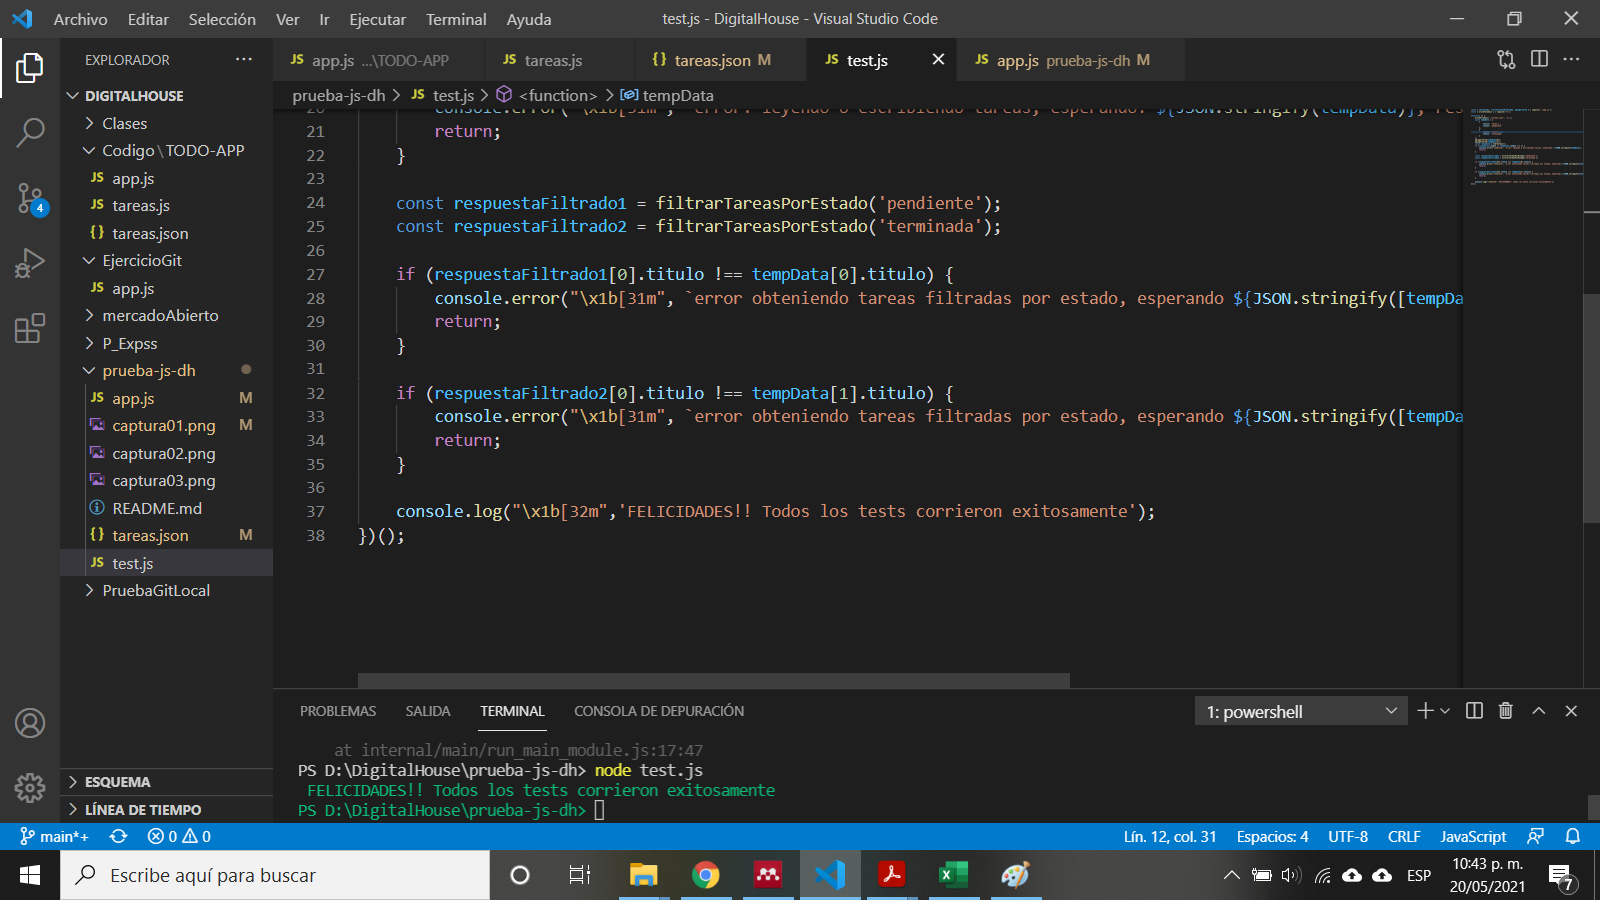 Archivo Editar Selección Ver Ir Ejecutar Terminal Ayuda
test.js - DigitalHouse - Visual Studio Code
EXPLORADOR
DIGITALHOUSE
Clases
Codigo\TODO-APP
JS app.js
JS tareas.js
{} tareas.json
EjercicioGit
JS app.js
mercadoAbierto
P_Expss
prueba-js-dh
JS app.js M
captura01.png M
captura02.png
captura03.png
README.md
{} tareas.json M
JS test.js
PruebaGitLocal
ESQUEMA
LÍNEA DE TIEMPO
4
JS app.js ...\TODO-APP JS tareas.js {} tareas.json M JS test.js JS app.js prueba-js-dh M
prueba-js-dh > JS test.js > <function> > tempData
21 return;
22 }
23
24 const respuestaFiltrado1 = filtrarTareasPorEstado('pendiente');
25 const respuestaFiltrado2 = filtrarTareasPorEstado('terminada');
26
27 if (respuestaFiltrado1[0].titulo !== tempData[0].titulo) {
28 console.error("\x1b[31m", `error obteniendo tareas filtradas por estado, esperando ${JSON.stringify([tempDa
29 return;
30 }
31
32 if (respuestaFiltrado2[0].titulo !== tempData[1].titulo) {
33 console.error("\x1b[31m", `error obteniendo tareas filtradas por estado, esperando ${JSON.stringify([tempDa
34 return;
35 }
36
37 console.log("\x1b[32m",'FELICIDADES!! Todos los tests corrieron exitosamente');
38 })();
PROBLEMAS SALIDA TERMINAL CONSOLA DE DEPURACIÓN
1: powershell
at internal/main/run_main_module.js:17:47
PS D:\DigitalHouse\prueba-js-dh> node test.js
FELICIDADES!! Todos los tests corrieron exitosamente
PS D:\DigitalHouse\prueba-js-dh>
main*+ 0 0
Lín. 12, col. 31 Espacios: 4 UTF-8 CRLF JavaScript
Escribe aquí para buscar
ESP
10:43 p. m.
20/05/2021
7